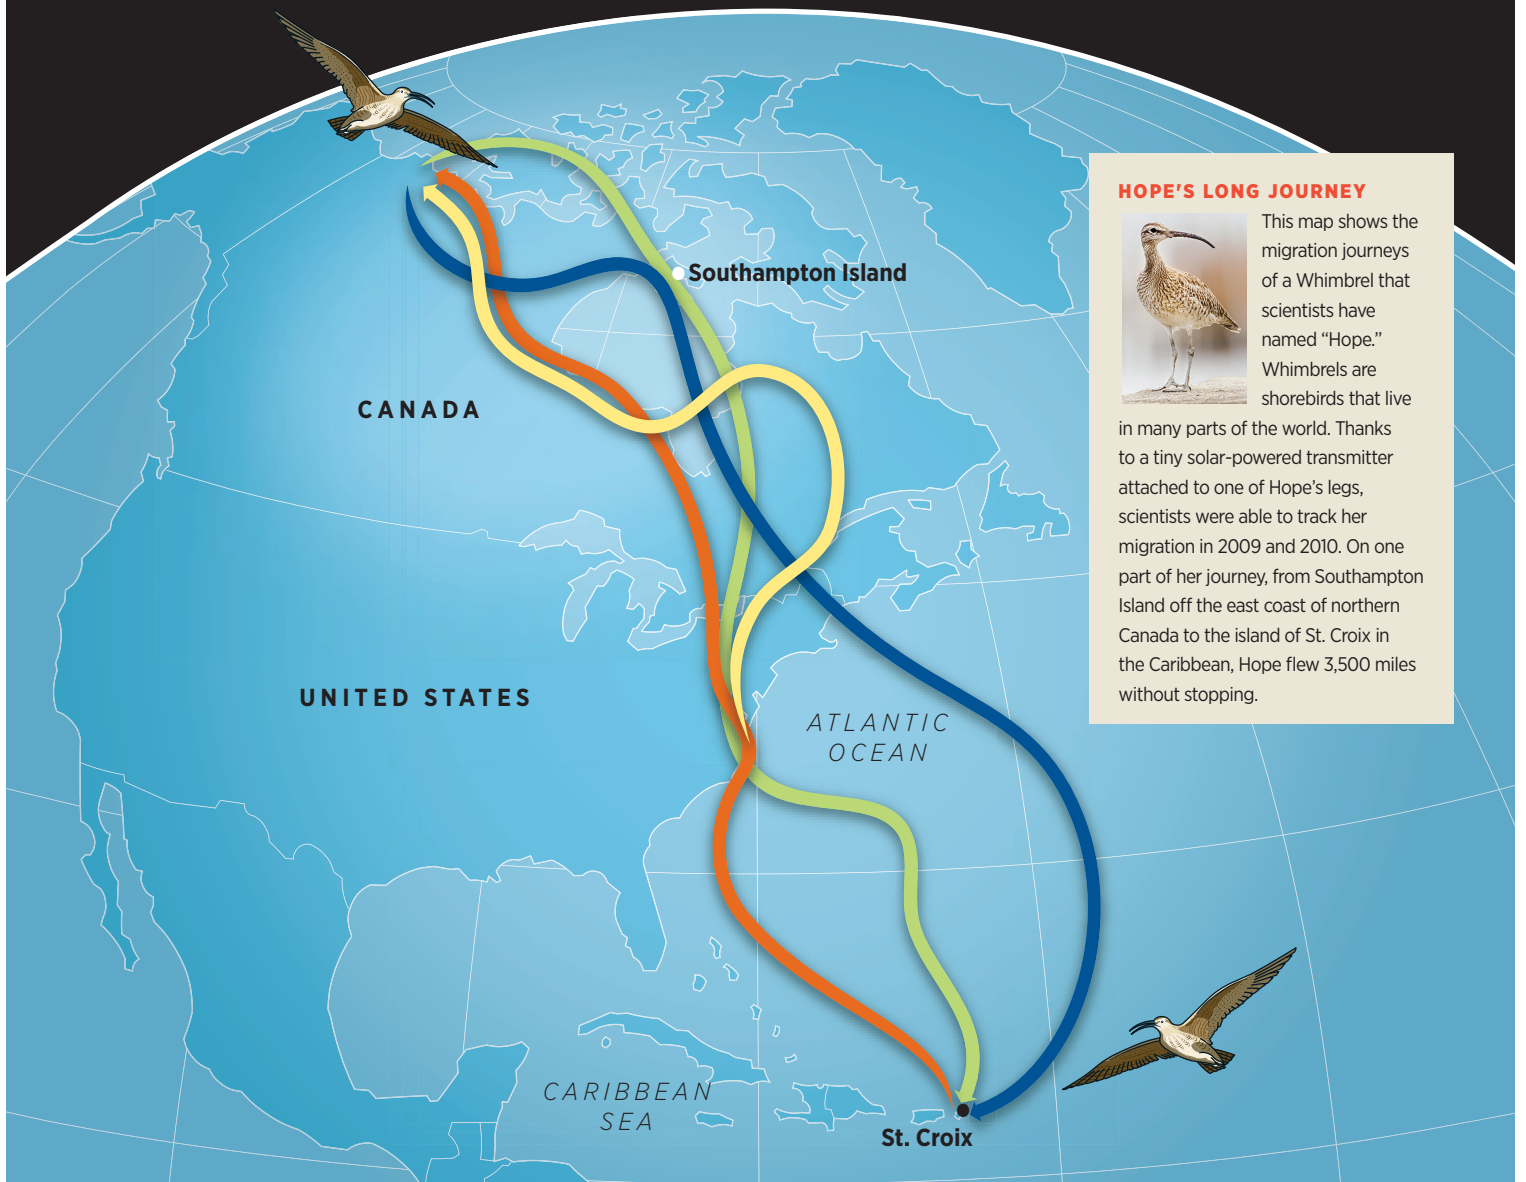 Southampton Island
CANADA
UNITED STATES
ATLANTIC
OCEAN
CARIBBEAN
SEA
St. Croix
HOPE'S LONG JOURNEY
This map shows the
migration journeys
of a Whimbrel that
scientists have
named “Hope.”
Whimbrels are
shorebirds that live
in many parts of the world. Thanks
to a tiny solar-powered transmitter
attached to one of Hope’s legs,
scientists were able to track her
migration in 2009 and 2010. On one
part of her journey, from Southampton
Island off the east coast of northern
Canada to the island of St. Croix in
the Caribbean, Hope flew 3,500 miles
without stopping.